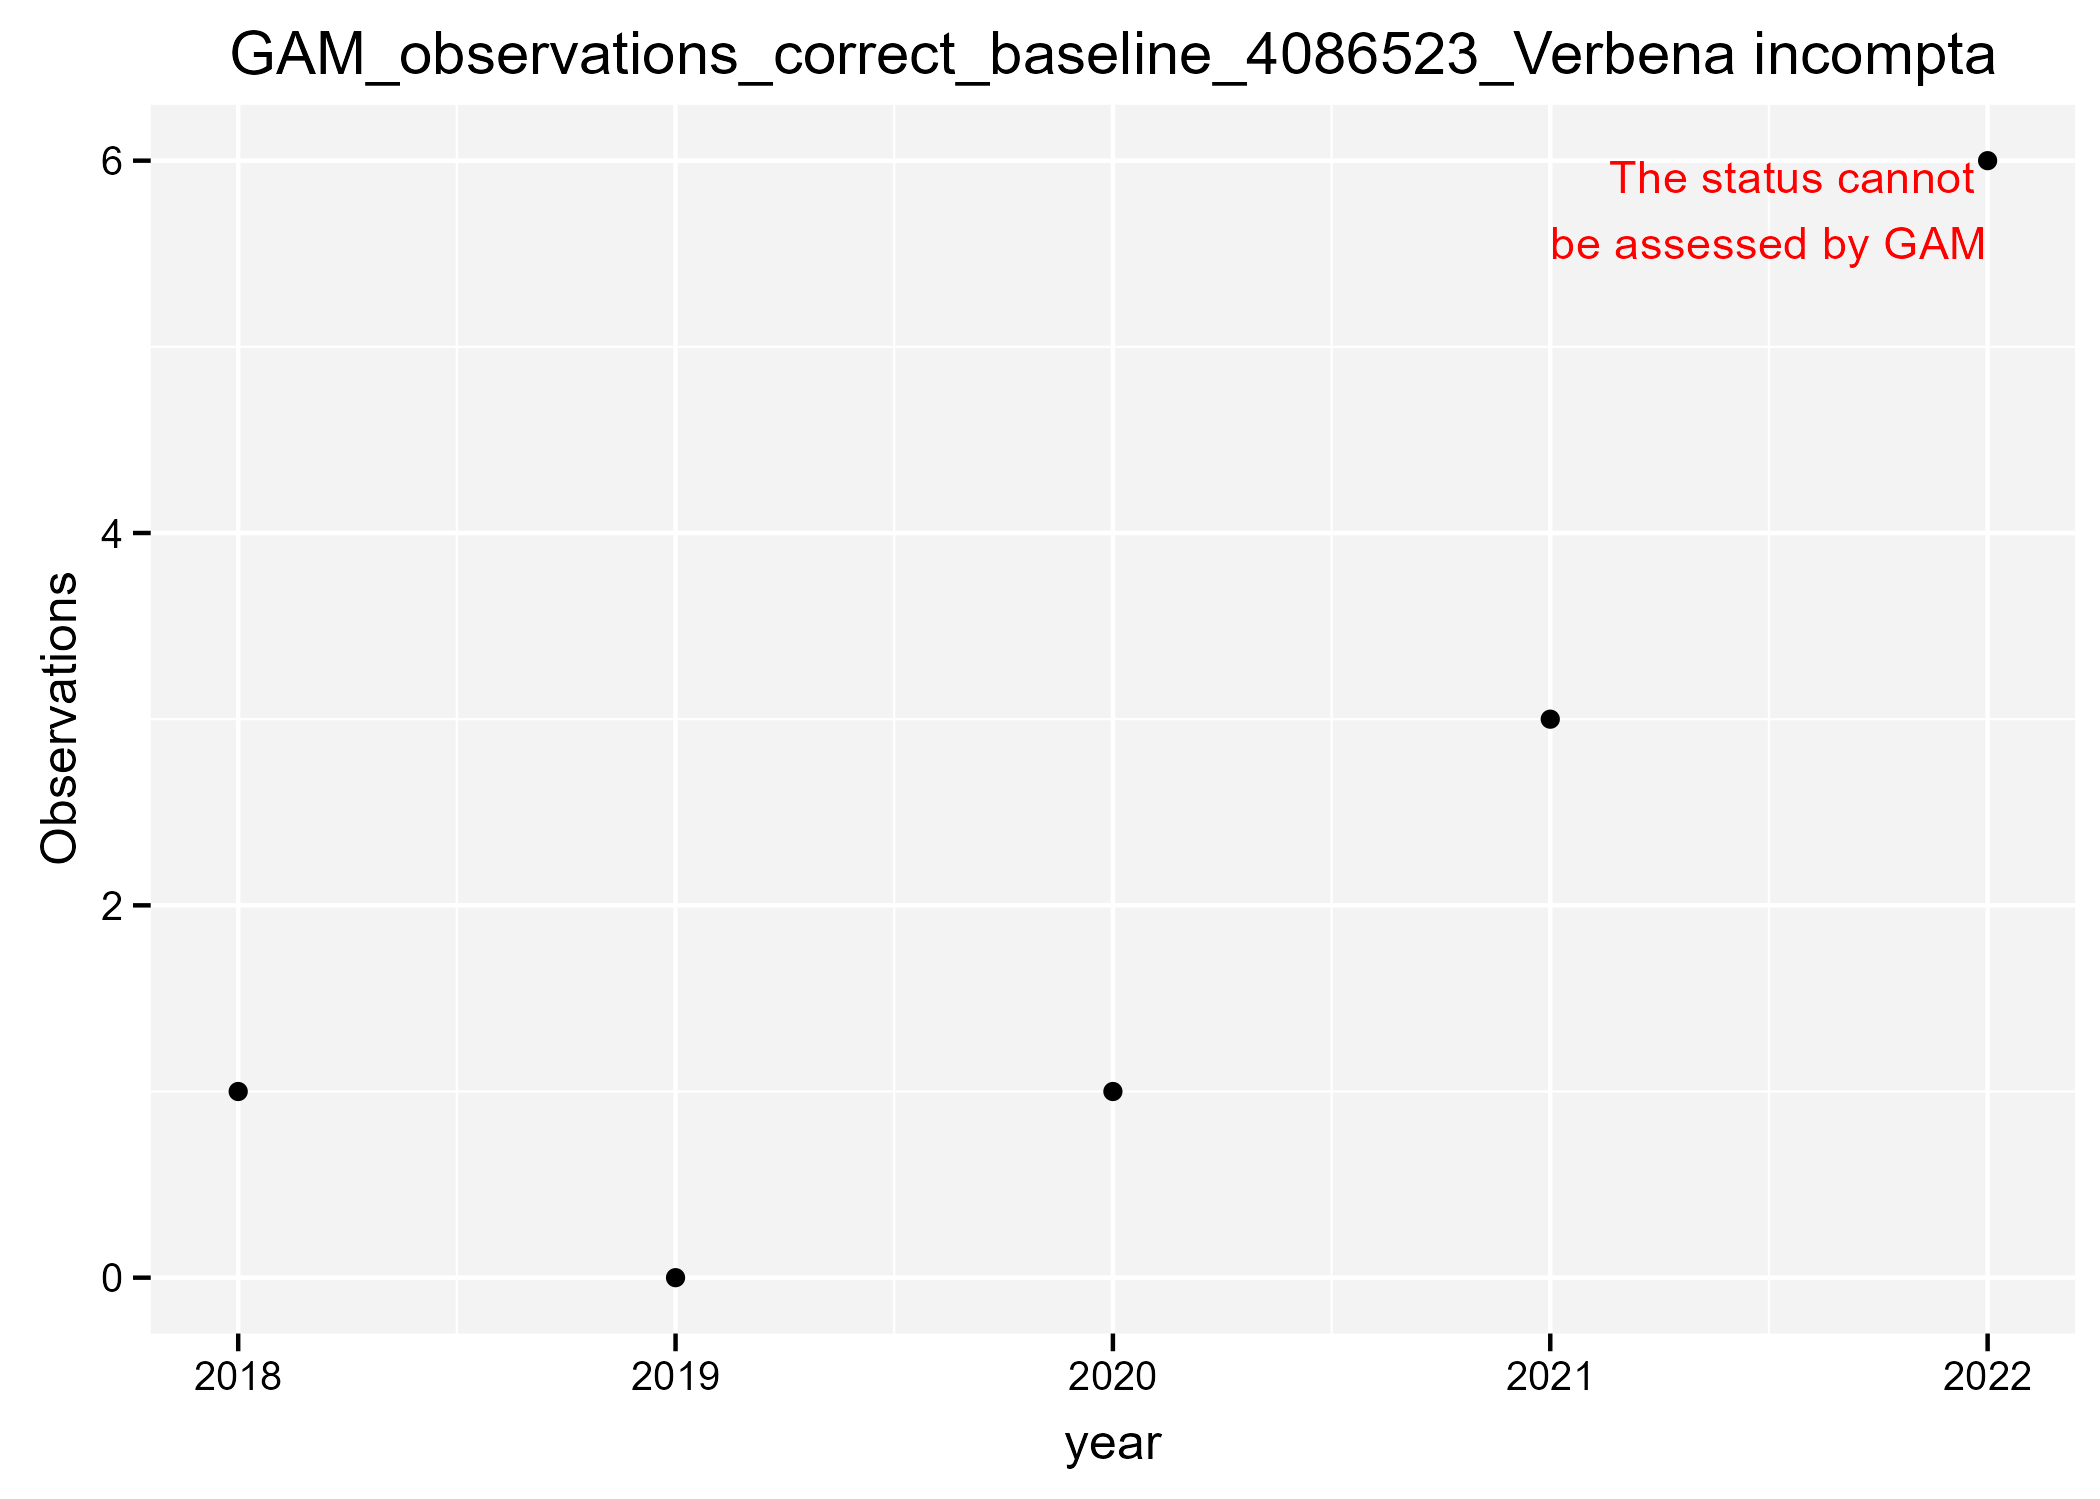 GAM_observations_correct_baseline_4086523_Verbena incompta
The status cannot
be assessed by GAM
6
4
2
0
Observations
2018 2019 2020 2021 2022
year